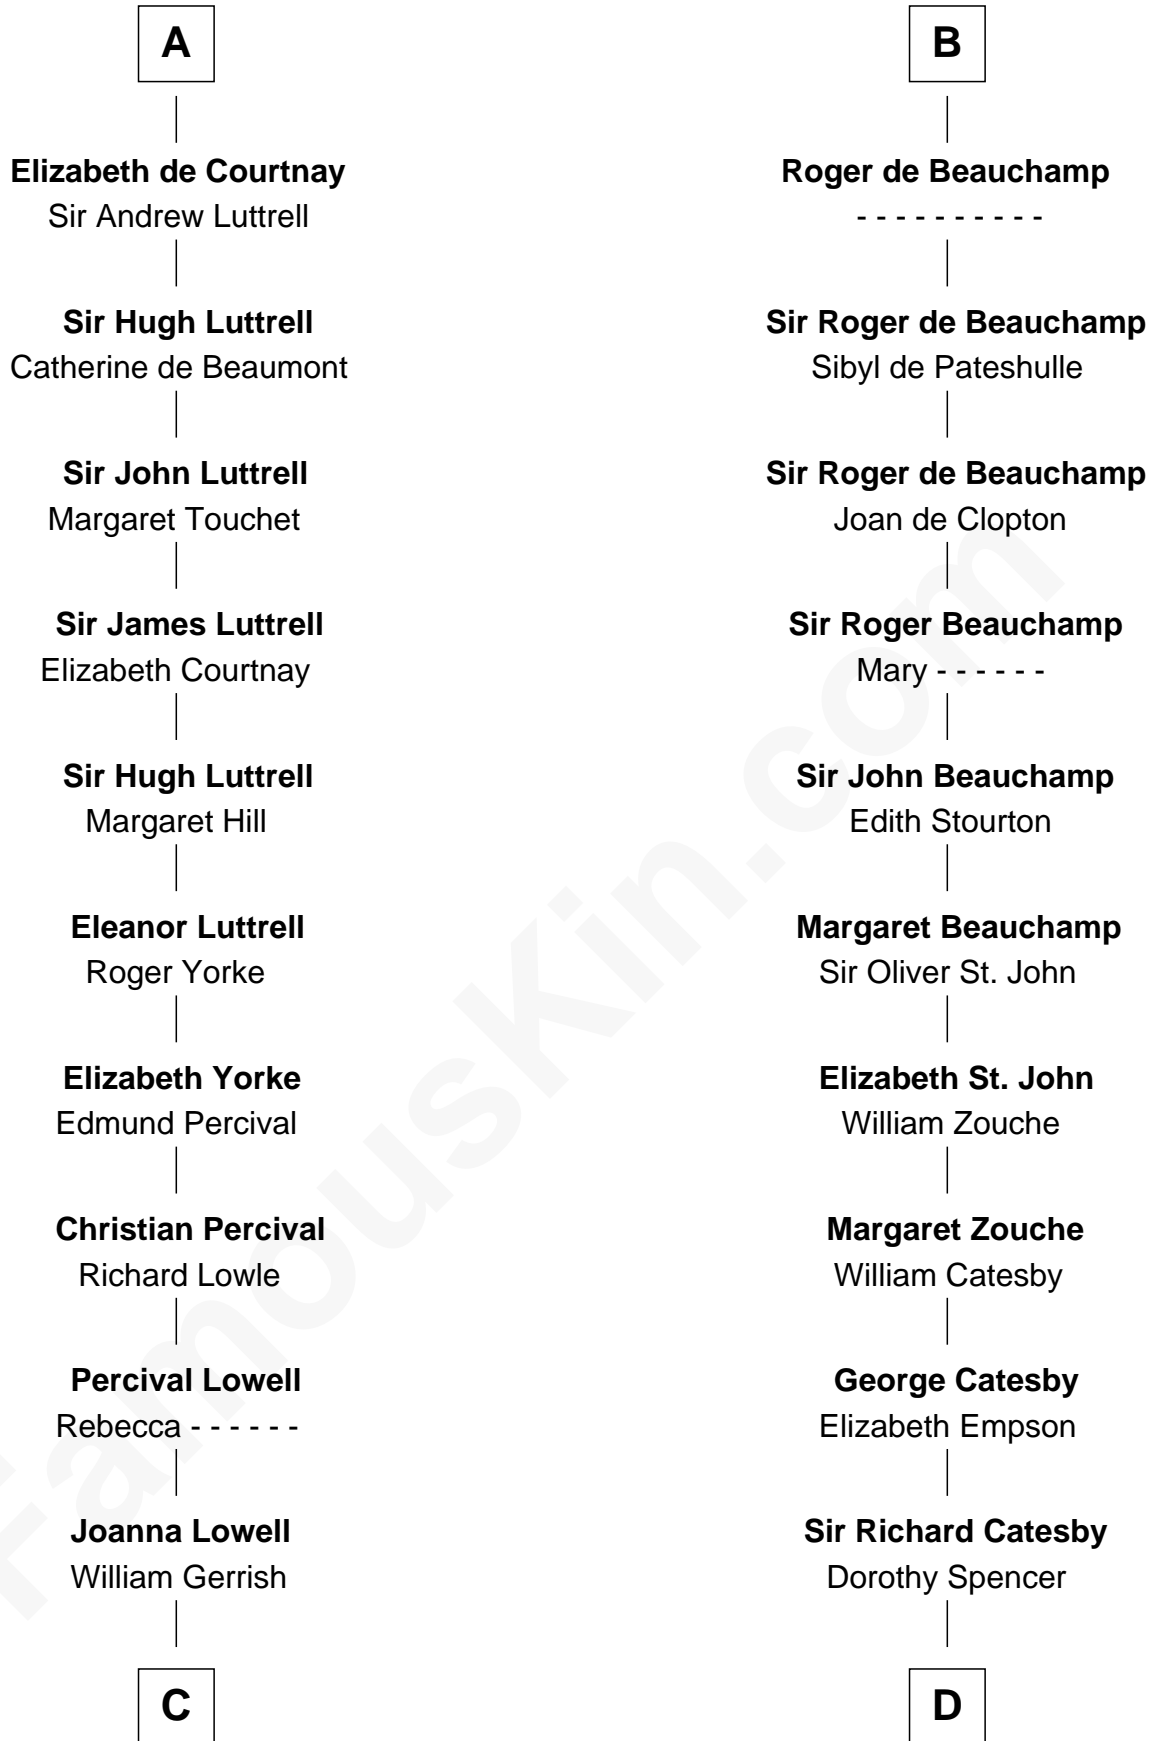 A
Elizabeth de Courtnay
Sir Andrew Luttrell
Sir Hugh Luttrell
Catherine de Beaumont
Sir John Luttrell
Margaret Touchet
Sir James Luttrell
Elizabeth Courtnay
Sir Hugh Luttrell
Margaret Hill
Eleanor Luttrell
Roger Yorke
Elizabeth Yorke
Edmund Percival
Christian Percival
Richard Lowle
Percival Lowell
Rebecca - - - - - -
Joanna Lowell
William Gerrish
C
B
Roger de Beauchamp
- - - - - - - - - -
Sir Roger de Beauchamp
Sibyl de Pateshulle
Sir Roger de Beauchamp
Joan de Clopton
Sir Roger Beauchamp
Mary - - - - - -
Sir John Beauchamp
Edith Stourton
Margaret Beauchamp
Sir Oliver St. John
Elizabeth St. John
William Zouche
Margaret Zouche
William Catesby
George Catesby
Elizabeth Empson
Sir Richard Catesby
Dorothy Spencer
D
FamousKin.com